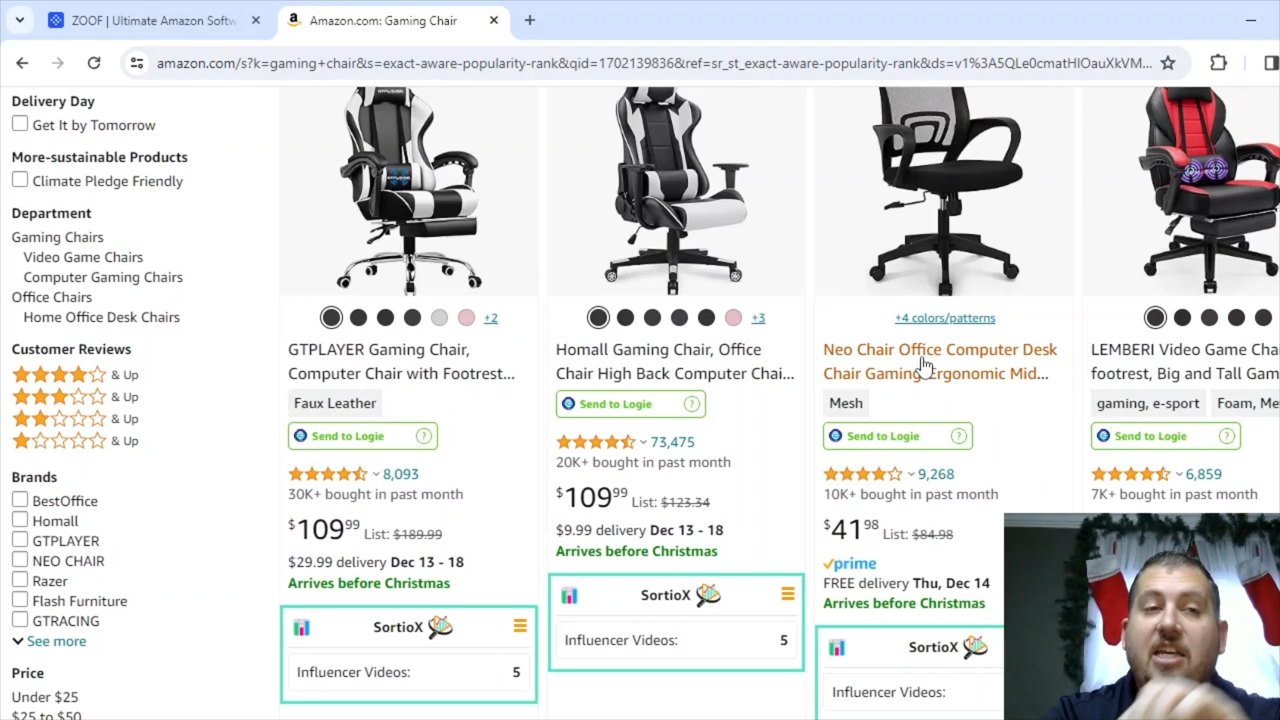 ZOOF | Ultimate Amazon Softw
Amazon.com: Gaming Chair
amazon.com/s?k=gaming+chair&s=exact-aware-popularity-rank&qid=1702139836&ref=sr_st_exact-aware-popularity-rank&ds=v1%3A5QLe0cmatHIOauXkVM...
Delivery Day
Get It by Tomorrow
More-sustainable Products
Climate Pledge Friendly
Department
Gaming Chairs
Video Game Chairs
Computer Gaming Chairs
Office Chairs
Home Office Desk Chairs
Customer Reviews
& Up
& Up
& Up
& Up
Brands
BestOffice
Homall
GTPLAYER
NEO CHAIR
Razer
Flash Furniture
GTRACING
See more
Price
Under $25
$25 to $50
GTPLAYER
GTPLAYER
+2
GTPLAYER Gaming Chair,
Computer Chair with Footrest...
Faux Leather
Send to Logie ?
8,093
30K+ bought in past month
$109.99 List: $189.99
$29.99 delivery Dec 13 - 18
Arrives before Christmas
SortioX
Influencer Videos: 5
+3
Homall Gaming Chair, Office
Chair High Back Computer Chai...
Send to Logie ?
73,475
20K+ bought in past month
$109.99 List: $123.34
$9.99 delivery Dec 13 - 18
Arrives before Christmas
SortioX
Influencer Videos: 5
+4 colors/patterns
Neo Chair Office Computer Desk
Chair Gaming Ergonomic Mid...
Mesh
Send to Logie ?
9,268
10K+ bought in past month
$41.98 List: $84.98
prime
FREE delivery Thu, Dec 14
Arrives before Christmas
SortioX
Influencer Videos:
LEMBERI Video Game Chai
footrest, Big and Tall Gam
gaming, e-sport
Foam, Me
Send to Logie ?
6,859
7K+ bought in past month